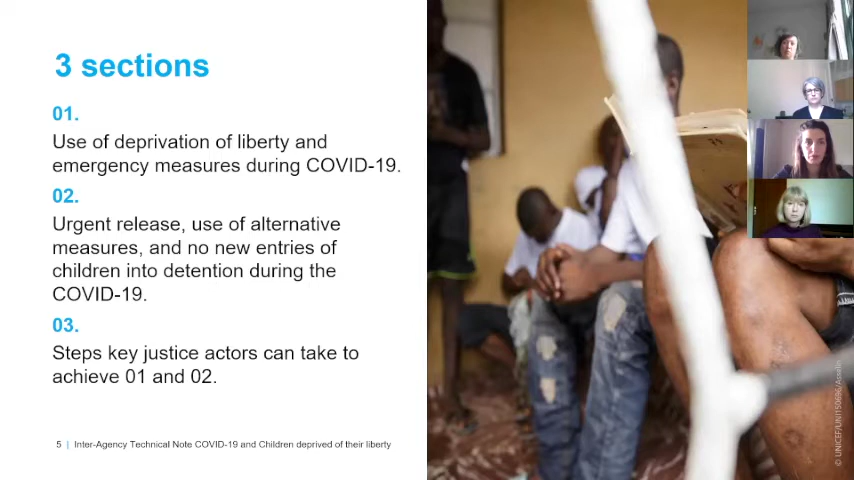 3 sections
01.
Use of deprivation of liberty and
emergency measures during COVID-19.
02.
Urgent release, use of alternative
measures, and no new entries of
children into detention during the
COVID-19.
03.
Steps key justice actors can take to
achieve 01 and 02.
5 | Inter-Agency Technical Note COVID-19 and Children deprived of their liberty
© UNICEF/UNI150696/Asselin